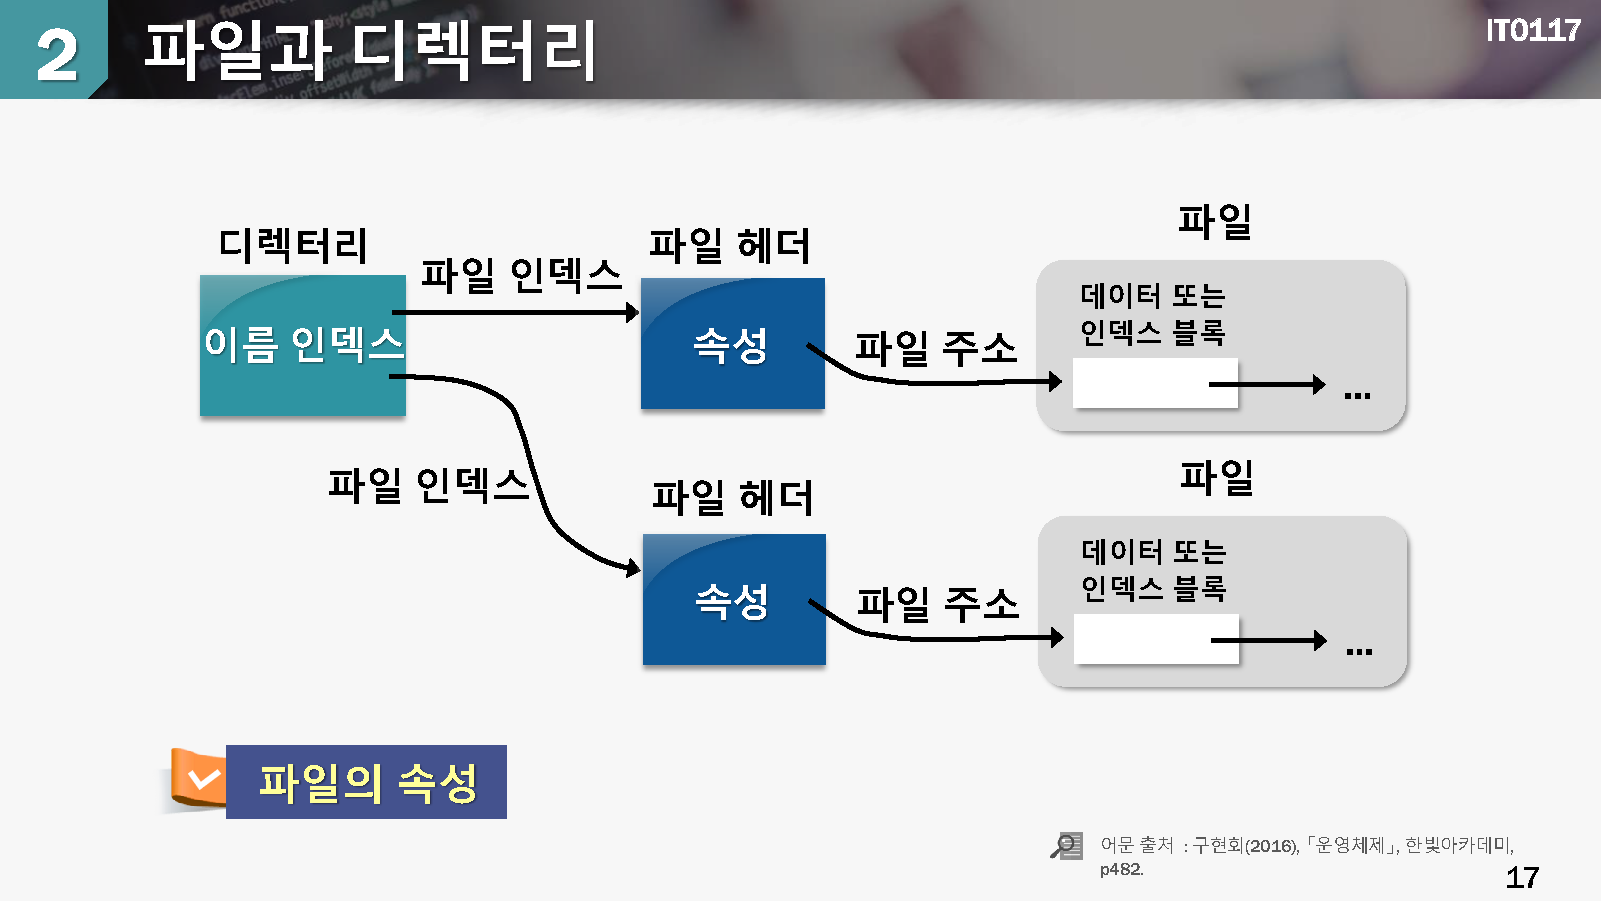 2
파일과 디렉터리
IT0117
디렉터리
이름 인덱스
파일 인덱스
파일 헤더
속성
파일 주소
파일
데이터 또는
인덱스 블록
...
파일 인덱스
파일 헤더
속성
파일 주소
파일
데이터 또는
인덱스 블록
...
파일의 속성
어문 출처 : 구현회(2016), 「운영체제」, 한빛아카데미,
p482.
17